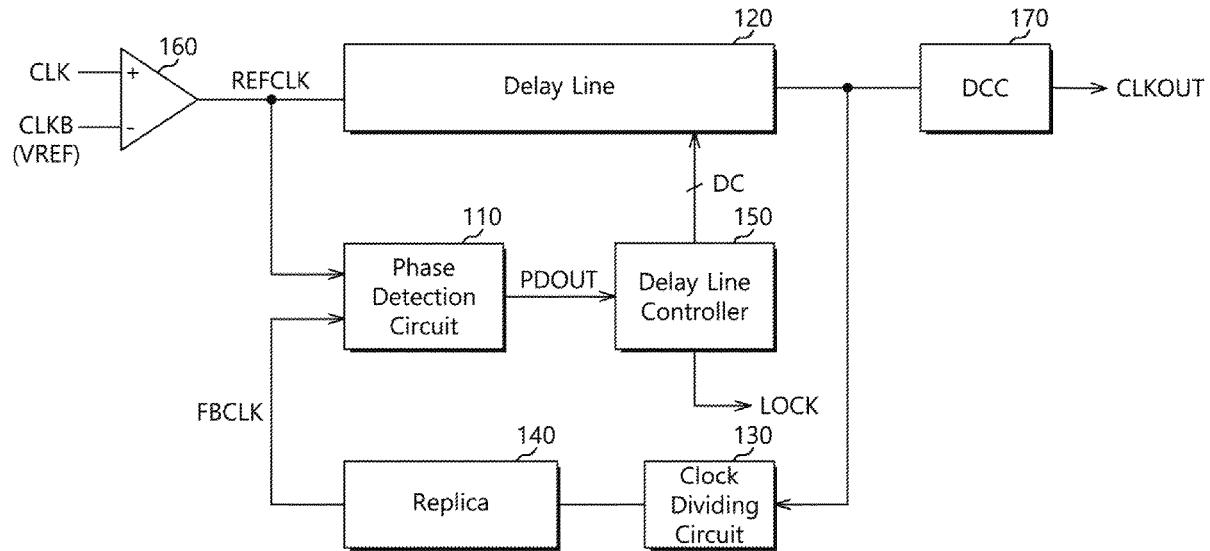 120
170
160
CLK
+
REFCLK
Delay Line
DCC
CLKOUT
CLKB
-
(VREF)
DC
110
150
Phase
Detection
Circuit
PDOUT
Delay Line
Controller
LOCK
FBCLK
140
130
Replica
Clock
Dividing
Circuit